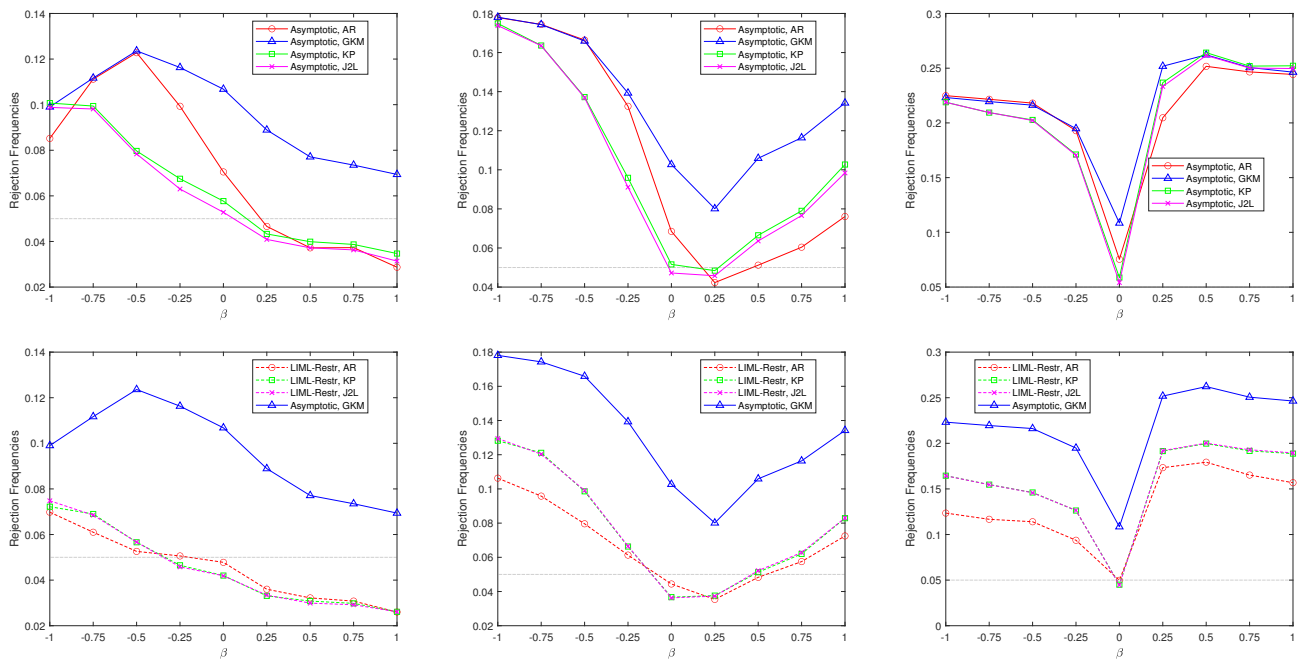 0.14
0.12
0.1
0.08
0.06
0.04
0.02
Rejection Frequencies
-1 -0.75 -0.5 -0.25 0 0.25 0.5 0.75 1
β
Asymptotic, AR
Asymptotic, GKM
Asymptotic, KP
Asymptotic, J2L
0.18
0.16
0.14
0.12
0.1
0.08
0.06
0.04
Rejection Frequencies
-1 -0.75 -0.5 -0.25 0 0.25 0.5 0.75 1
β
Asymptotic, AR
Asymptotic, GKM
Asymptotic, KP
Asymptotic, J2L
0.3
0.25
0.2
0.15
0.1
0.05
Rejection Frequencies
-1 -0.75 -0.5 -0.25 0 0.25 0.5 0.75 1
β
Asymptotic, AR
Asymptotic, GKM
Asymptotic, KP
Asymptotic, J2L
0.14
0.12
0.1
0.08
0.06
0.04
0.02
Rejection Frequencies
-1 -0.75 -0.5 -0.25 0 0.25 0.5 0.75 1
β
LIML-Restr, AR
LIML-Restr, KP
LIML-Restr, J2L
Asymptotic, GKM
0.18
0.16
0.14
0.12
0.1
0.08
0.06
0.04
0.02
Rejection Frequencies
-1 -0.75 -0.5 -0.25 0 0.25 0.5 0.75 1
β
LIML-Restr, AR
LIML-Restr, KP
LIML-Restr, J2L
Asymptotic, GKM
0.3
0.25
0.2
0.15
0.1
0.05
0
Rejection Frequencies
-1 -0.75 -0.5 -0.25 0 0.25 0.5 0.75 1
β
LIML-Restr, AR
LIML-Restr, KP
LIML-Restr, J2L
Asymptotic, GKM